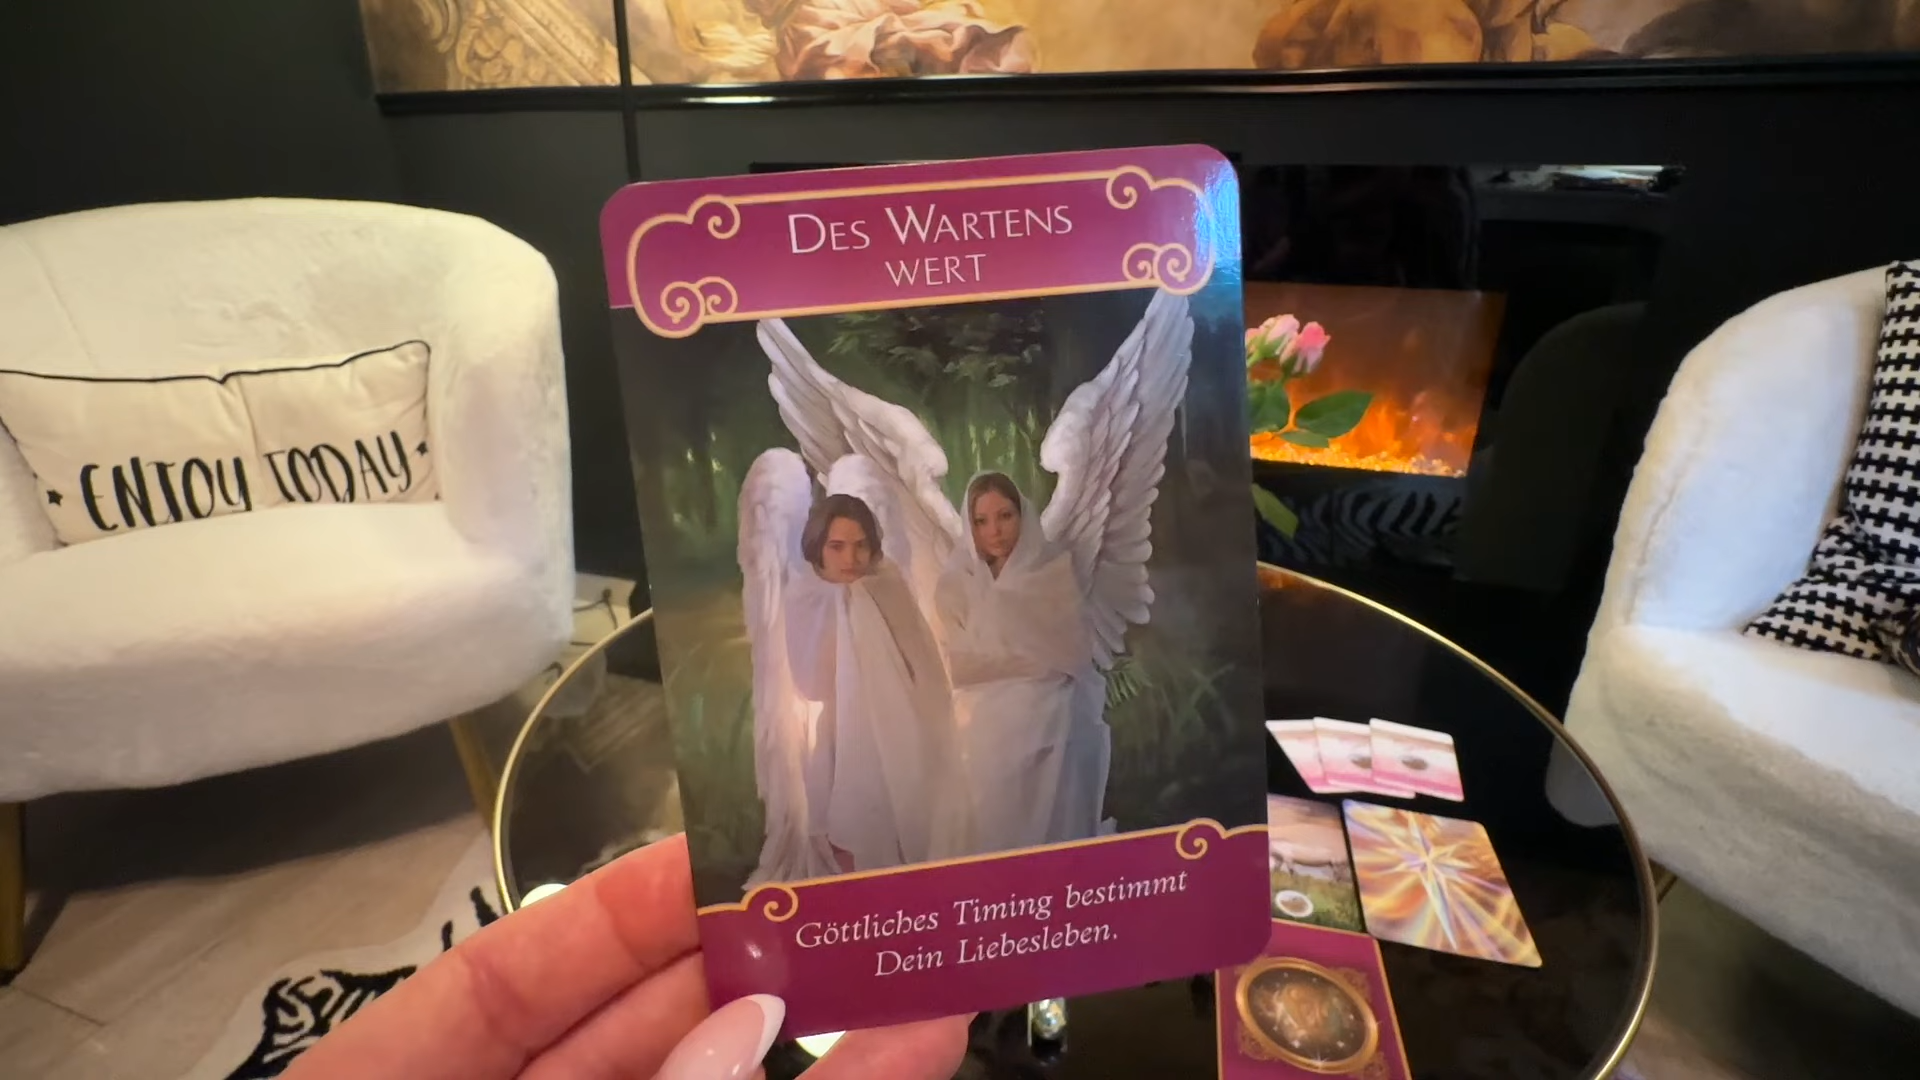 DES WARTENS
WERT
ENJOY TODAY
Göttliches Timing bestimmt
Dein Liebesleben.